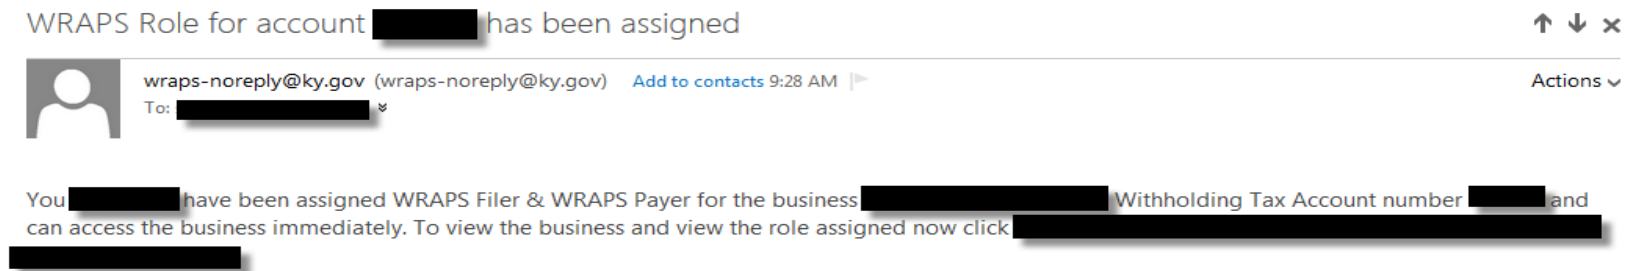 WRAPS Role for account has been assigned
wraps-noreply@ky.gov (wraps-noreply@ky.gov) Add to contacts 9:28 AM
Actions
To:
You have been assigned WRAPS Filer & WRAPS Payer for the business Withholding Tax Account number and
can access the business immediately. To view the business and view the role assigned now click